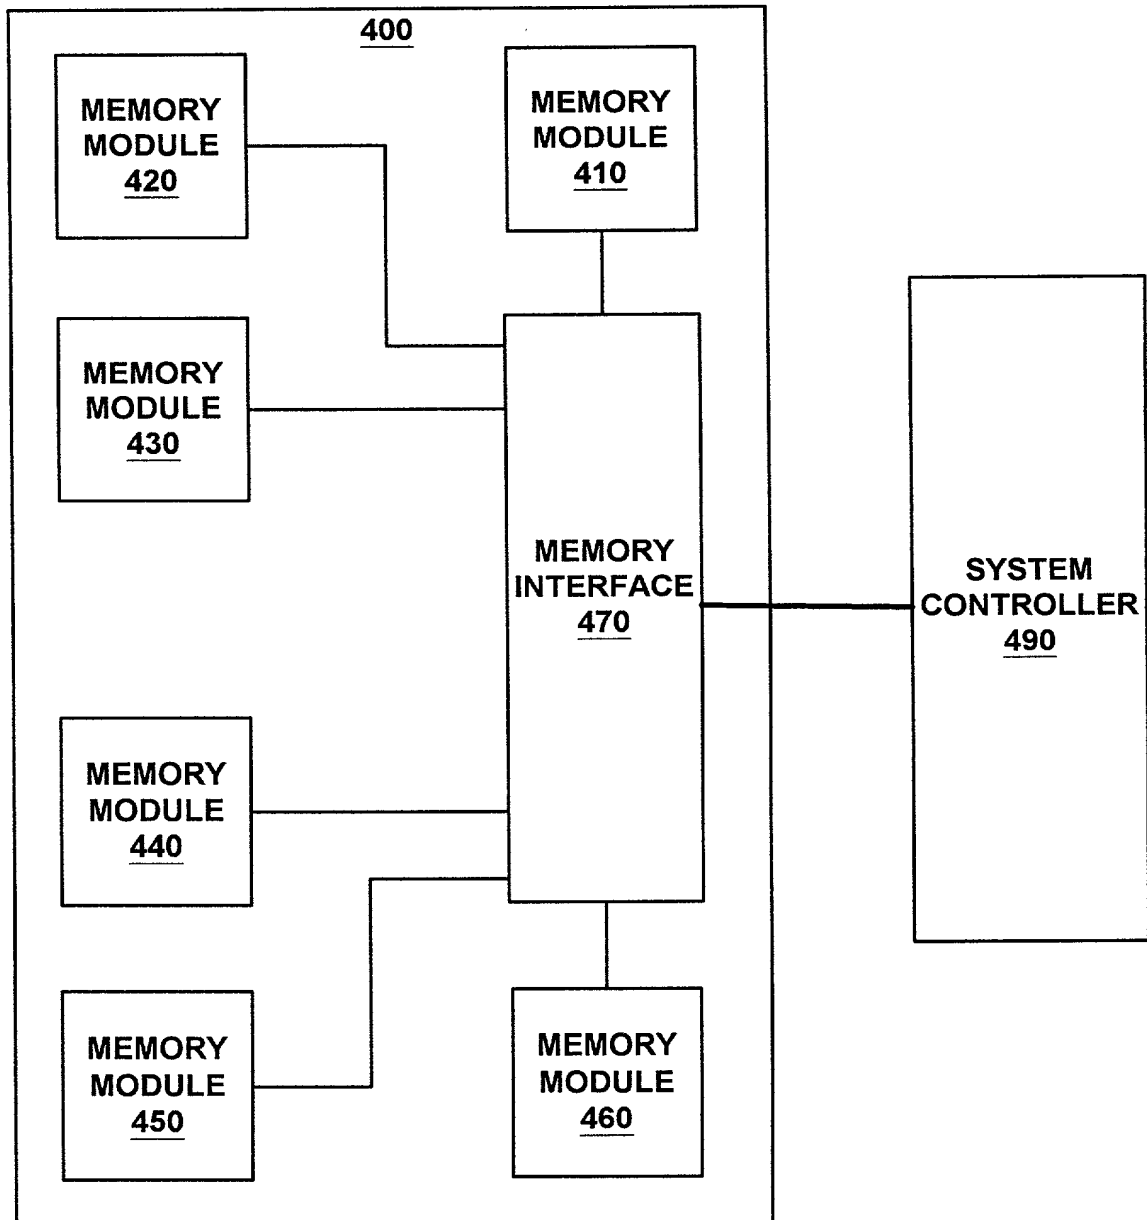 400
MEMORY
MODULE
420
MEMORY
MODULE
410
MEMORY
MODULE
430
MEMORY
INTERFACE
470
SYSTEM
CONTROLLER
490
MEMORY
MODULE
440
MEMORY
MODULE
450
MEMORY
MODULE
460